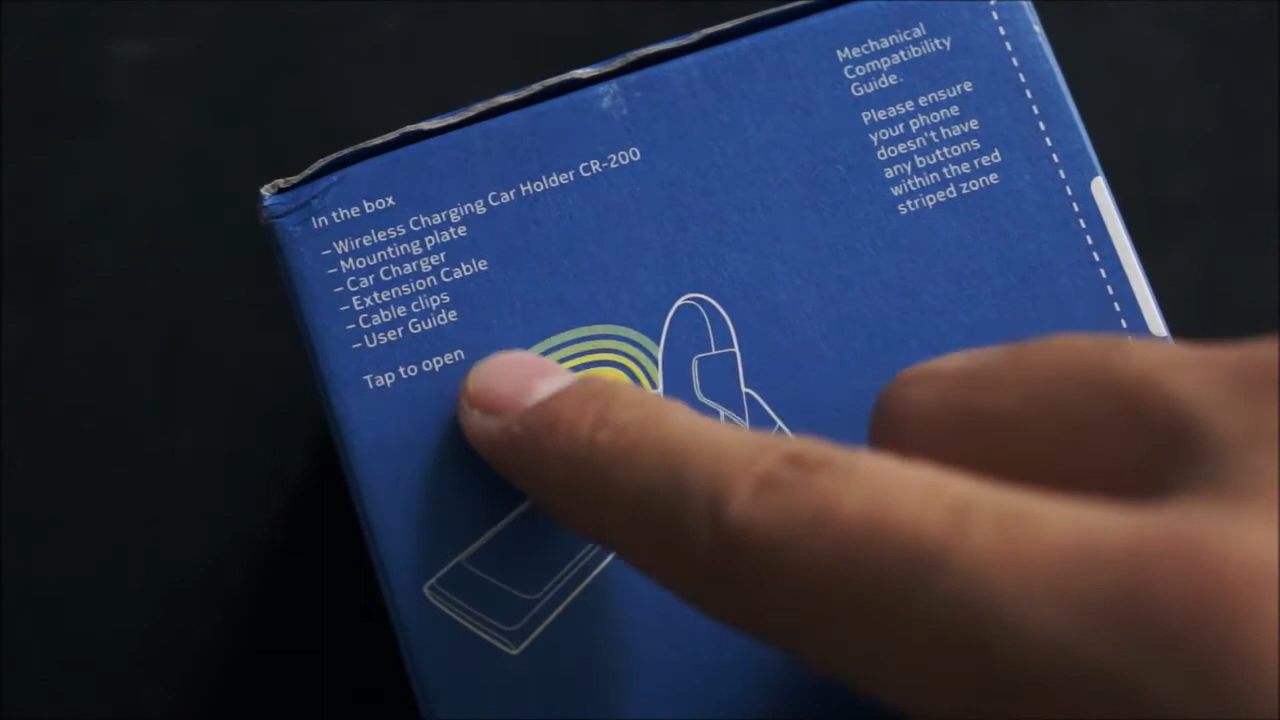 In the box
–Wireless Charging Car Holder CR-200
–Mounting plate
–Car Charger
–Extension Cable
–Cable clips
–User Guide
Tap to open
Mechanical
Compatibility
Guide.
Please ensure
your phone
doesn't have
any buttons
within the red
striped zone